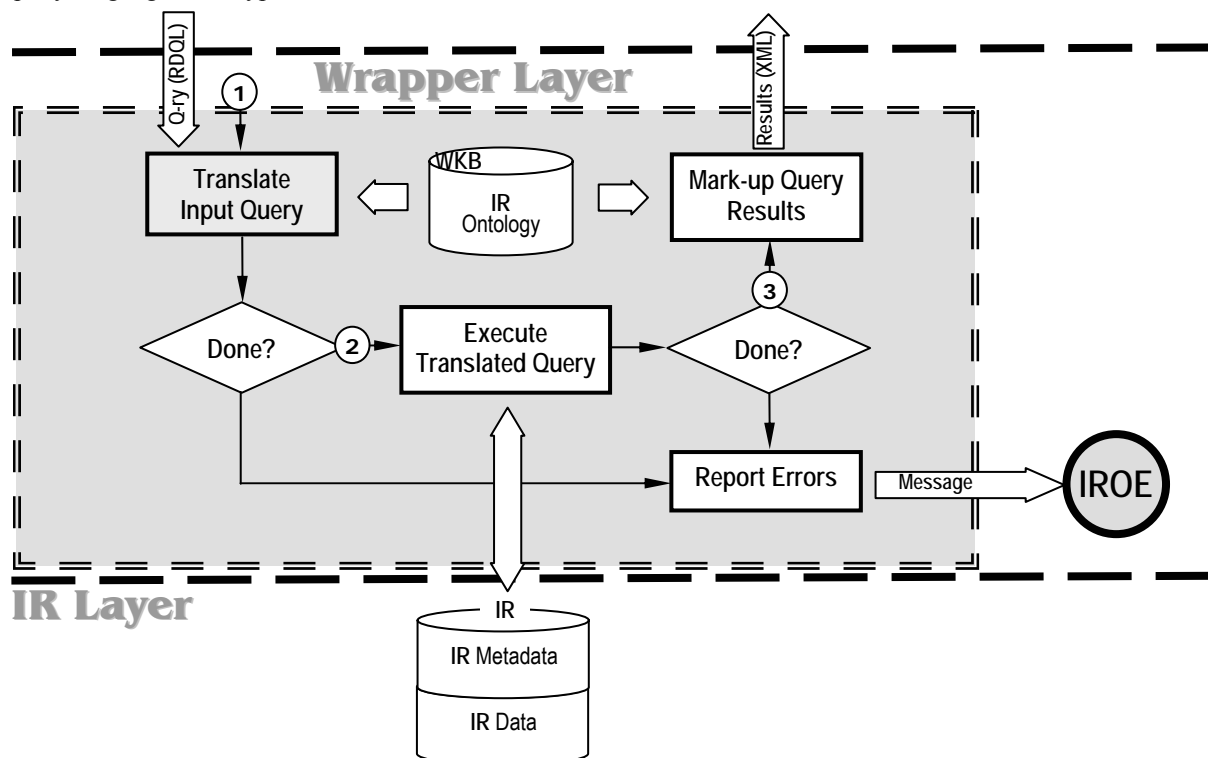 Q-ry (RDQL)
Results (XML)
Wrapper Layer
1
WKB
IR
Ontology
Translate
Input Query
Mark-up Query
Results
3
Done?
2
Execute
Translated Query
Done?
Report Errors
Message
IROE
IR Layer
IR
IR Metadata
IR Data